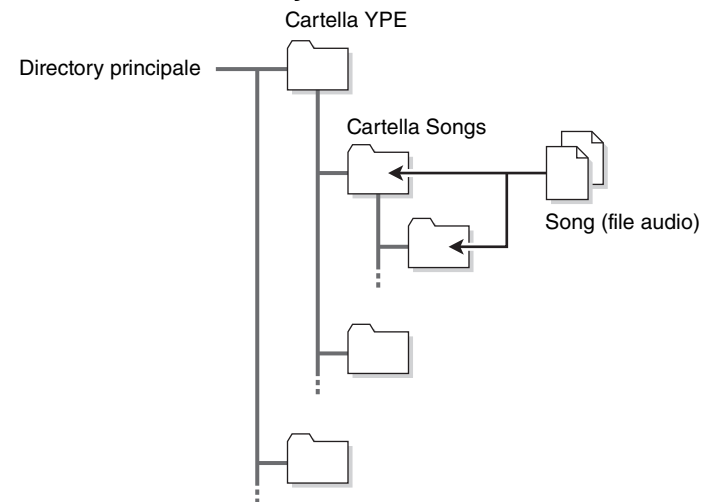 Cartella YPE
Directory principale
Cartella Songs
Song (file audio)